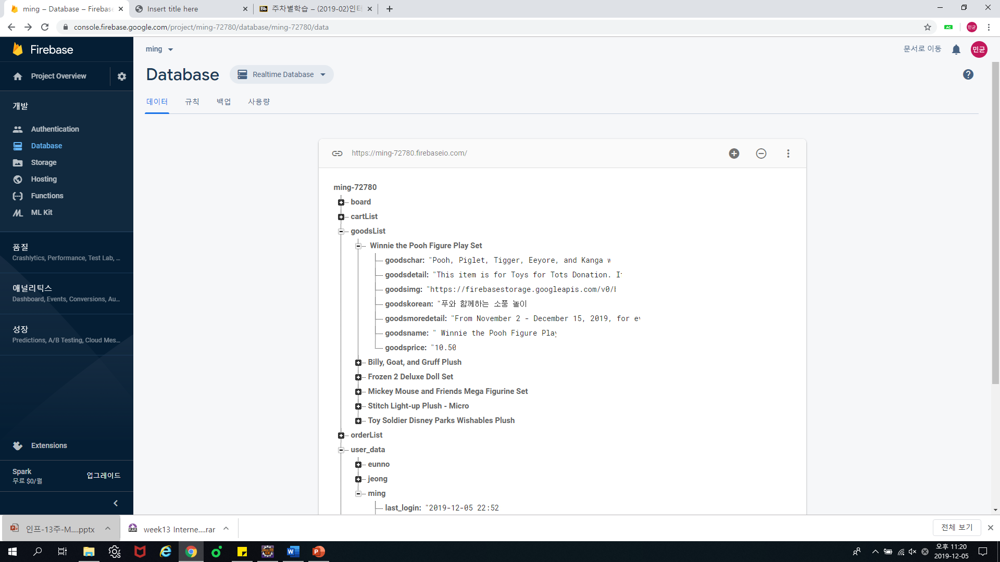 ming – Database – Firebase
Insert title here
Bb 주차별학습 – (2019-02)인터
console.firebase.google.com/project/ming-72780/database/ming-72780/data
AC
민균
Firebase
ming
문서로 이동
민균
Project Overview
Database
Realtime Database
데이터 규칙 백업 사용량
개발
Authentication
Database
Storage
Hosting
Functions
ML Kit
품질
Crashlytics, Performance, Test Lab, ...
애널리틱스
Dashboard, Events, Conversions, Au...
성장
Predictions, A/B Testing, Cloud Mes...
Extensions
Spark
무료 $0/월
업그레이드
https://ming-72780.firebaseio.com/
ming-72780
board
cartList
goodsList
Winnie the Pooh Figure Play Set
goodschar: "Pooh, Piglet, Tigger, Eeyore, and Kanga w
goodsdetail: "This item is for Toys for Tots Donation. I
goodsimg: "https://firebasestorage.googleapis.com/v0/b
goodskorean: "푸와 함께하는 소풍 놀이
goodsmoredetail: "From November 2 - December 15, 2019, for ev
goodsname: " Winnie the Pooh Figure Play
goodsprice: "10.50
Billy, Goat, and Gruff Plush
Frozen 2 Deluxe Doll Set
Mickey Mouse and Friends Mega Figurine Set
Stitch Light-up Plush - Micro
Toy Soldier Disney Parks Wishables Plush
orderList
user_data
eunno
jeong
ming
last_login: "2019-12-05 22:52
인프-13주-M....pptx
week13 Interne....rar
전체 보기
오후 11:20
2019-12-05